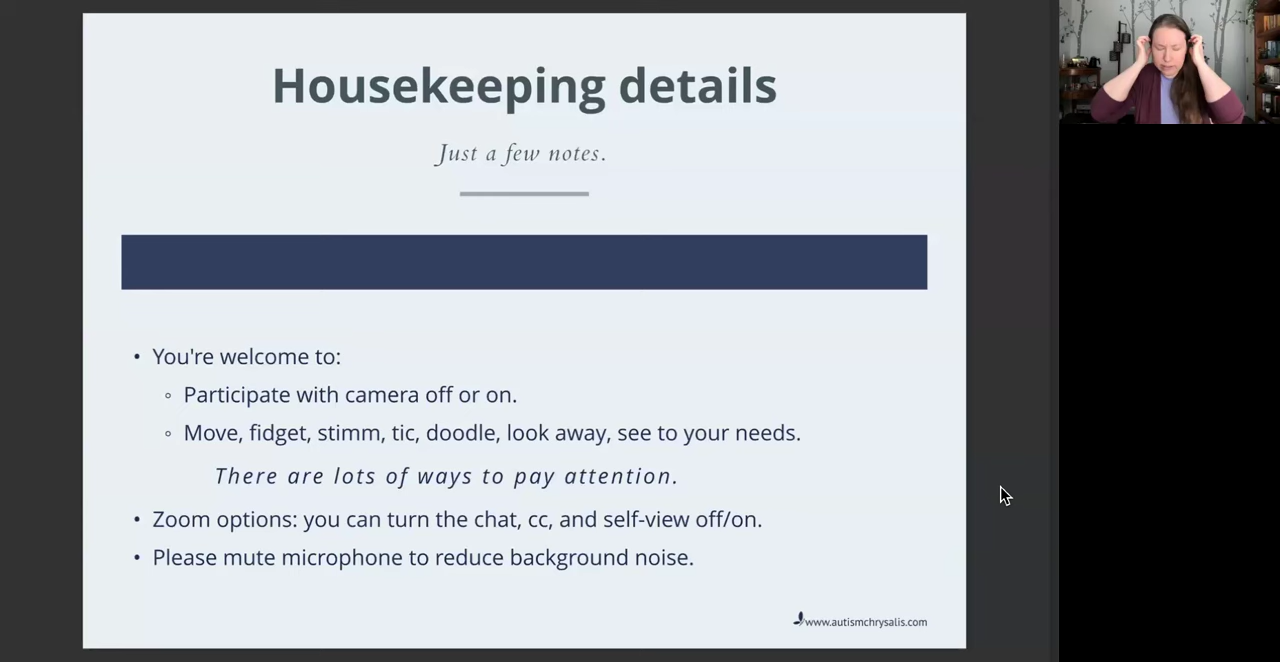 Housekeeping details
Just a few notes.
• You're welcome to:
◦ Participate with camera off or on.
◦ Move, fidget, stimm, tic, doodle, look away, see to your needs.
There are lots of ways to pay attention.
• Zoom options: you can turn the chat, cc, and self-view off/on.
• Please mute microphone to reduce background noise.
www.autismchrysalis.com